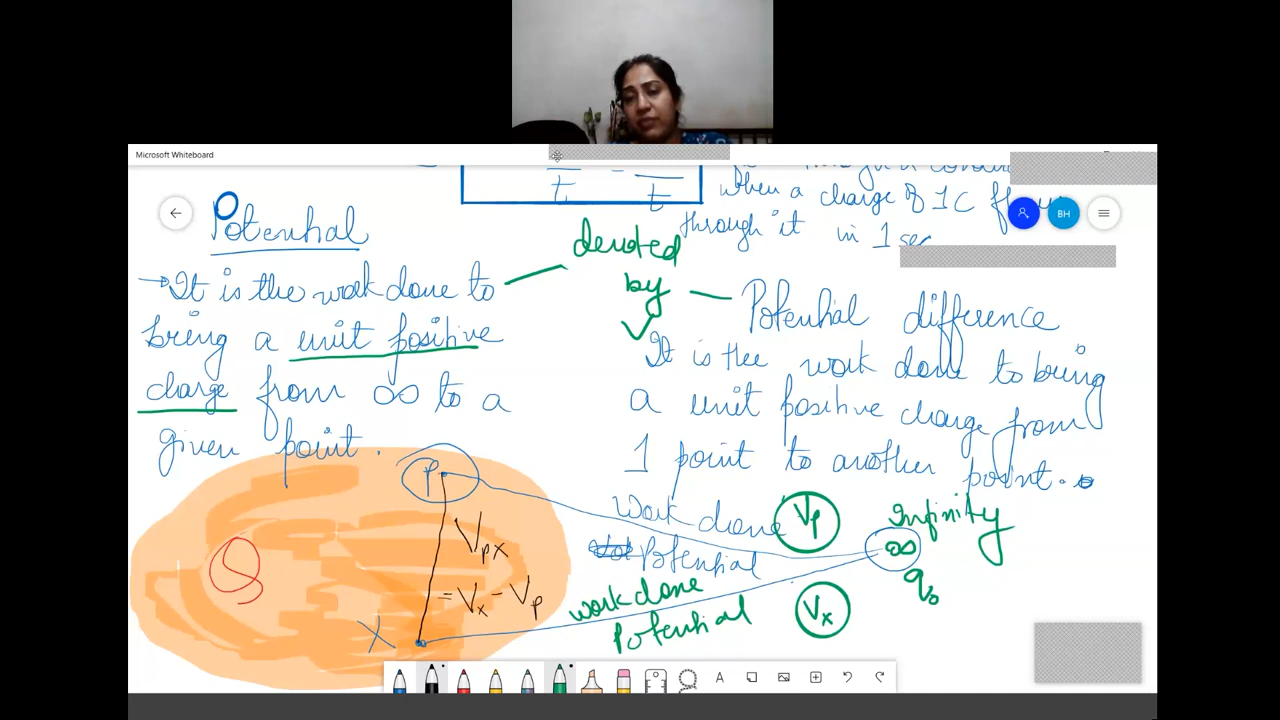 Microsoft Whiteboard
t = t
when a charge of 1C
through it in 1 sec
BH
Potential
→ It is the work done to
bring a unit positive
charge from ∞ to a
given point.
denoted
by
Potential difference
It is the work done to bring
a unit positive charge from
1 point to another point.
P
Vpx
= Vx - Vp
X
Q
Work done
Potential
Vp
work done
Potential
Vx
Infinity
∞
q₀
A